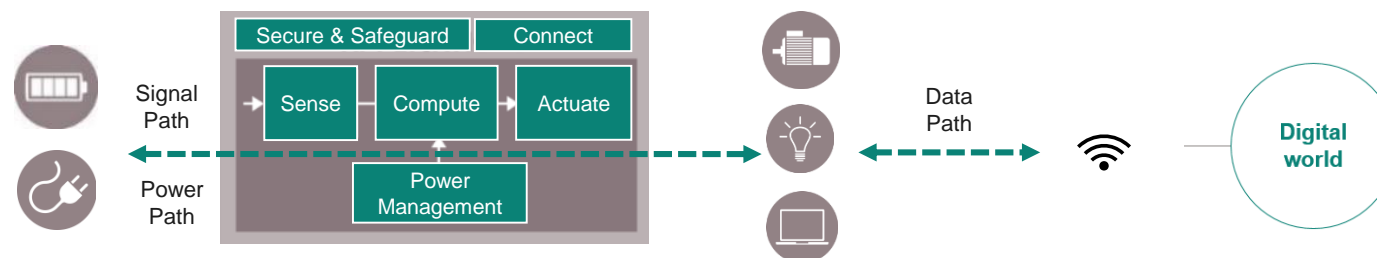 Secure & Safeguard
Connect
Signal
Path
Sense
Compute
Actuate
Power
Path
Power
Management
Data
Path
Digital
world